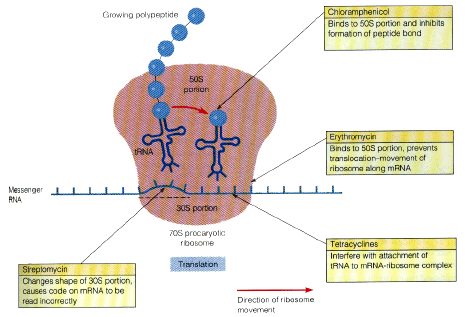 Growing polypeptide
Chloramphenicol
Binds to 50S portion and inhibits
formation of peptide bond
50S
portion
tRNA
Erythromycin
Binds to 50S portion, prevents
translocation-movement of
ribosome along mRNA
Messenger
RNA
30S portion
70S procaryotic
ribosome
Translation
Tetracyclines
Interfere with attachment of
tRNA to mRNA-ribosome complex
Streptomycin
Changes shape of 30S portion,
causes code on mRNA to be
read incorrectly
Direction of ribosome
movement